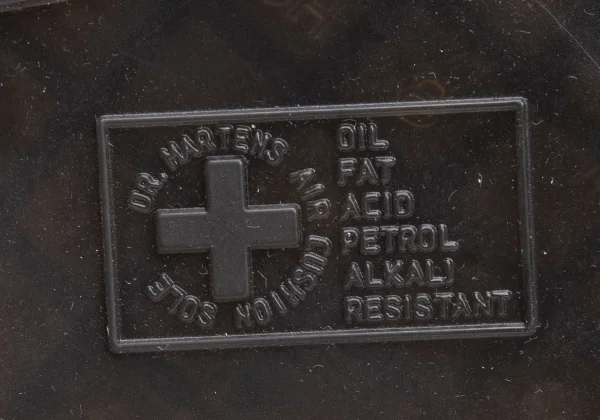 DR. MARTENS AIR CUSHION SOLE
OIL
FAT
ACID
PETROL
ALKALI
RESISTANT